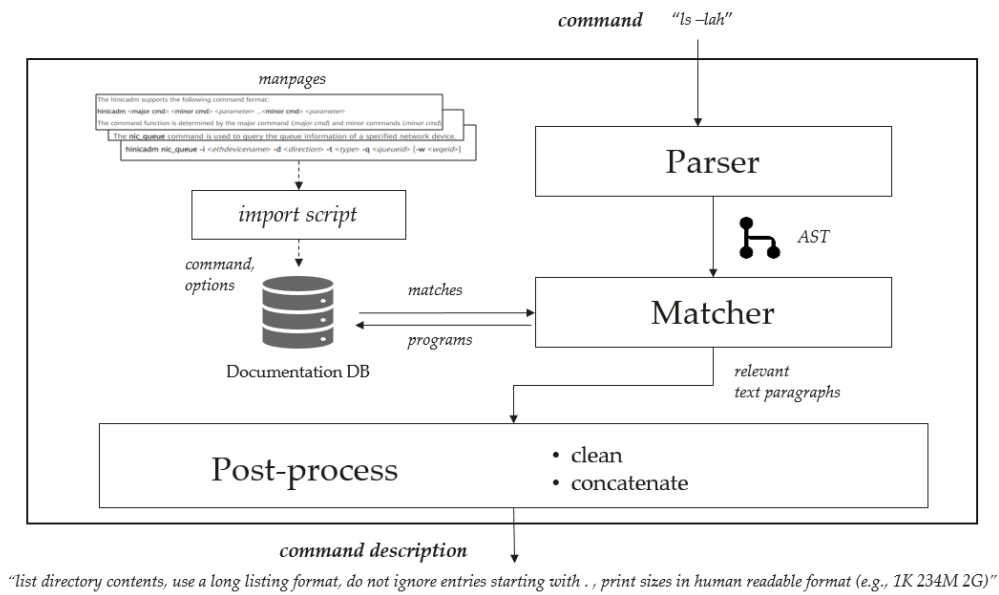 command “ls –lah”
manpages
The hinicadm supports the following command format:
hinicadm <major cmd> <minor cmd> <parameter> ..<minor cmd> <parameter>
The command function is determined by the major command (major cmd) and minor commands (minor cmd)
The nic_queue command is used to query the queue information of a specified network device.
hinicadm nic_queue -i <ethdevicename> -d <direction> -t <type> -q <queueid> [-w <wqeid>]
Parser
import script
AST
command,
options
matches
Matcher
programs
Documentation DB
relevant
text paragraphs
Post-process
• clean
• concatenate
command description
“list directory contents, use a long listing format, do not ignore entries starting with . , print sizes in human readable format (e.g., 1K 234M 2G)”